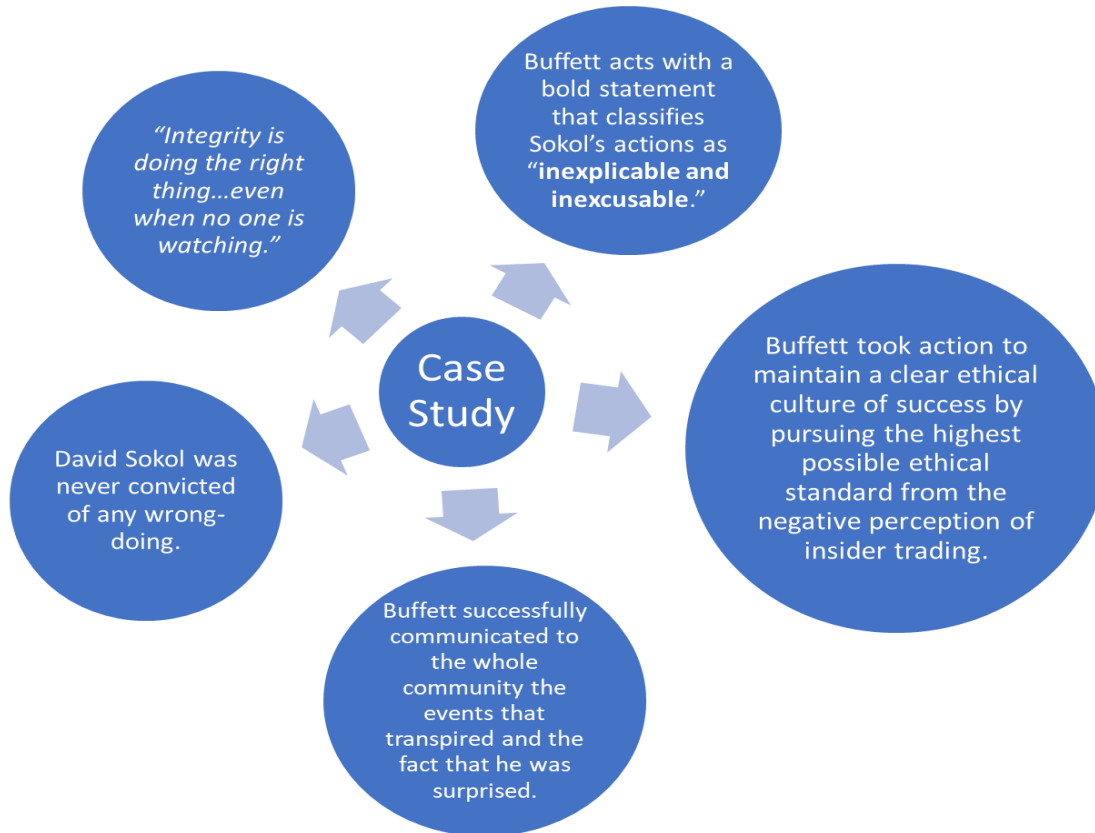 Buffett acts with a
bold statement
that classifies
Sokol’s actions as
“inexplicable and
inexcusable.”
“Integrity is
doing the right
thing...even
when no one is
watching.”
Case
Study
Buffett took action to
maintain a clear ethical
culture of success by
pursuing the highest
possible ethical
standard from the
negative perception of
insider trading.
David Sokol was
never convicted
of any wrong-
doing.
Buffett successfully
communicated to
the whole
community the
events that
transpired and the
fact that he was
surprised.